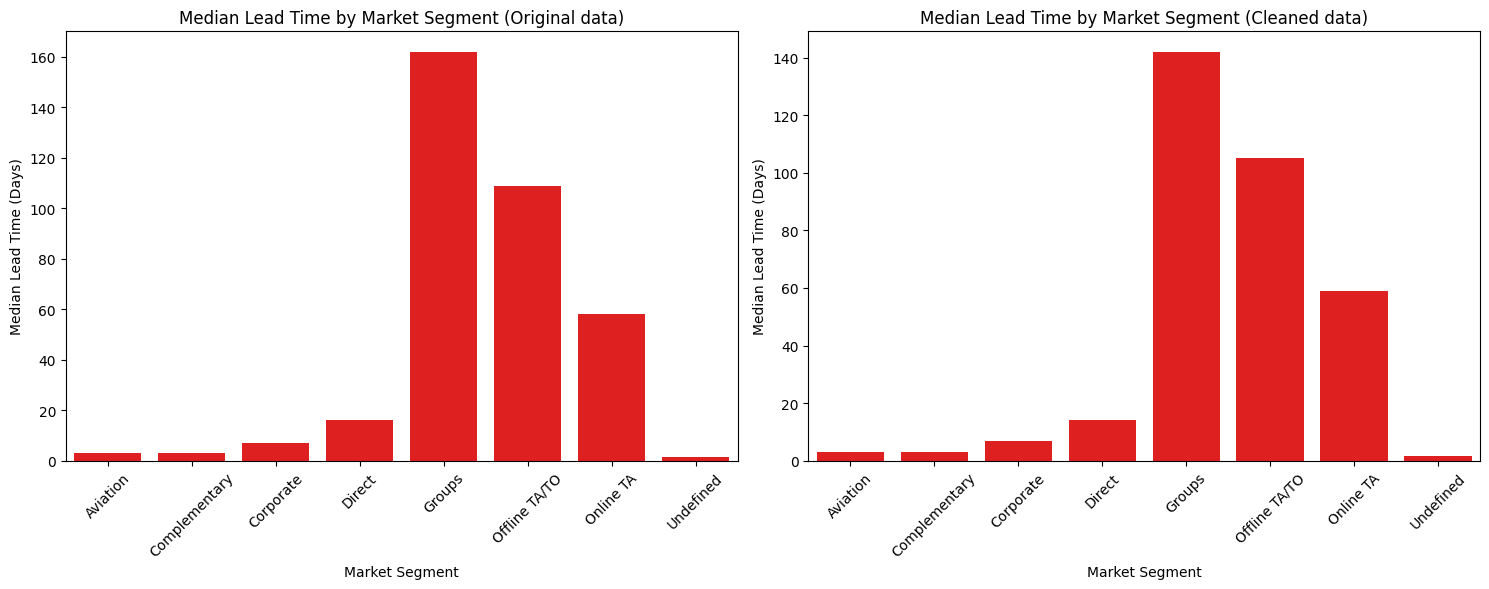 Median Lead Time by Market Segment (Original data)
Median Lead Time (Days)
160
140
120
100
80
60
40
20
0
Aviation
Complementary
Corporate
Direct
Groups
Offline TA/TO
Online TA
Undefined
Market Segment
Median Lead Time by Market Segment (Cleaned data)
Median Lead Time (Days)
140
120
100
80
60
40
20
0
Aviation
Complementary
Corporate
Direct
Groups
Offline TA/TO
Online TA
Undefined
Market Segment